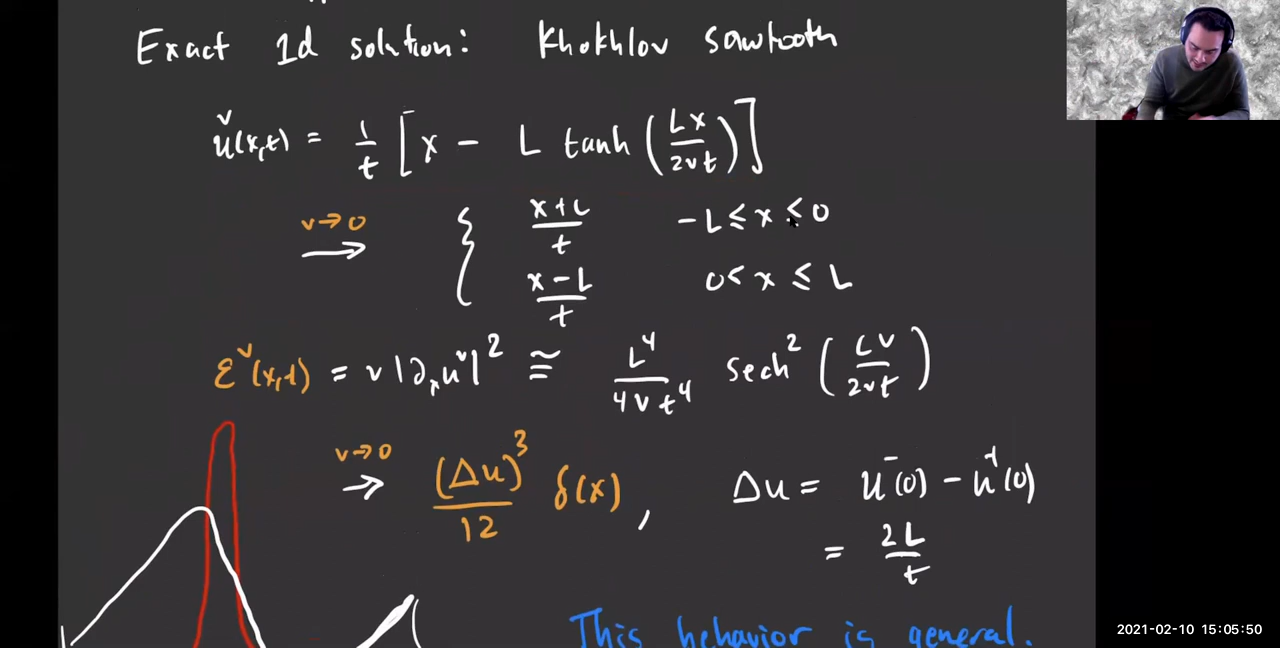 Exact 1d solution: Khokhlov sawtooth
u^ν(x,t) = 1/t [x - L tanh(Lx/2νt)]
ν→0 ⟶ { x+L/t   -L ≤ x < 0
x-L/t   0 < x ≤ L
ε^ν(x,t) = ν|∂ₓu^ν|² ≅ L⁴/4νt⁴ sech²(Lν/2νt)
ν→0 ⟶ (Δu)³/12 δ(x), Δu = u⁻(0) - u⁺(0)
= 2L/t
This behavior is general.
2021-02-10 15:05:50